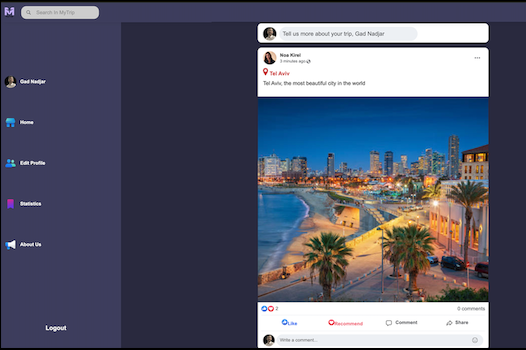 M
Search in MyTrip
Gad Nadjar
Home
Edit Profile
Statistics
About Us
Logout
Tell us more about your trip, Gad Nadjar
Noa Kirel
3 minutes ago
Tel Aviv
Tel Aviv, the most beautiful city in the world
2
0 comments
Like
Recommend
Comment
Share
Write a comment...